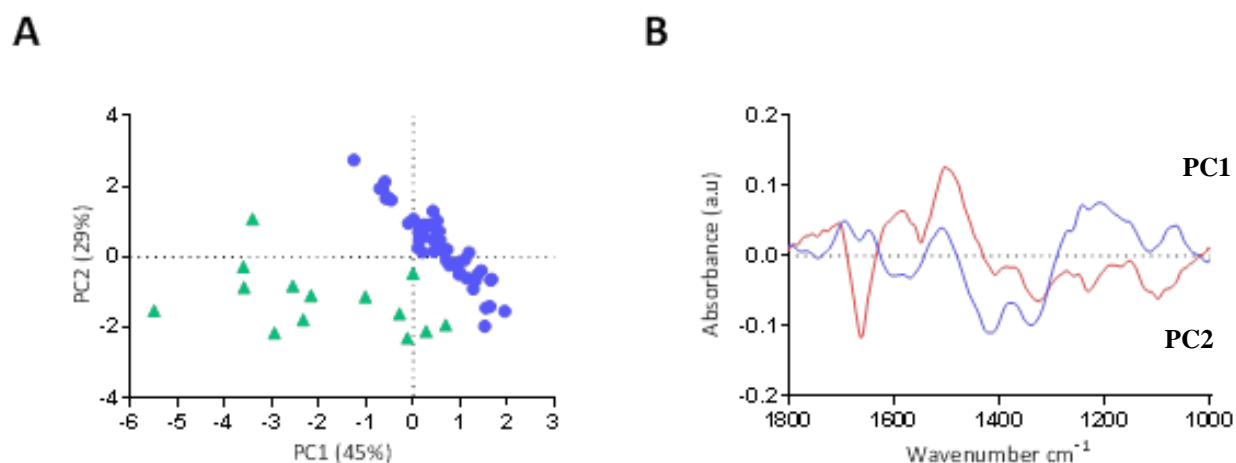 A
B
4
2
0
-2
-4
PC2 (29%)
-6 -5 -4 -3 -2 -1 0 1 2 3
PC1 (45%)
0.2
0.1
0.0
-0.1
-0.2
Absorbance (a.u)
PC1
PC2
1800 1600 1400 1200 1000
Wavenumber cm⁻¹